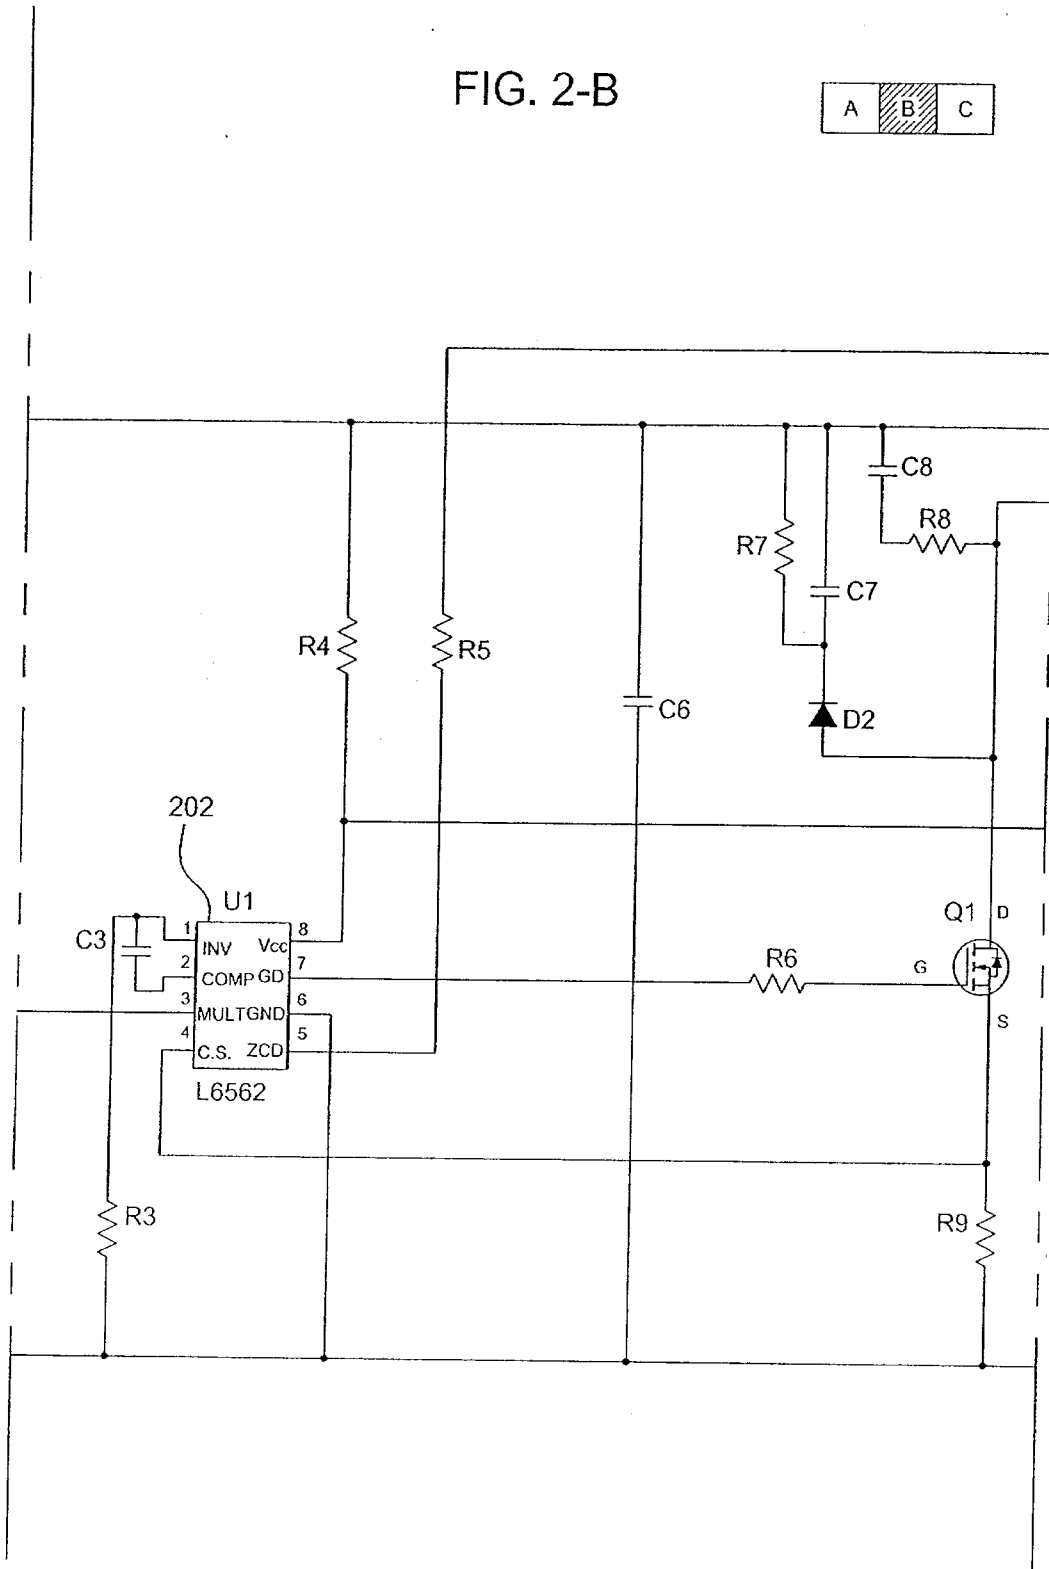 FIG. 2-B
A B C
C8
R8
R7
C7
R4
R5
C6
D2
202
U1
Q1 D
C3
1 INV Vcc 8
2 COMP GD 7
3 MULT GND 6
4 C.S. ZCD 5
L6562
R6
G
S
R3
R9